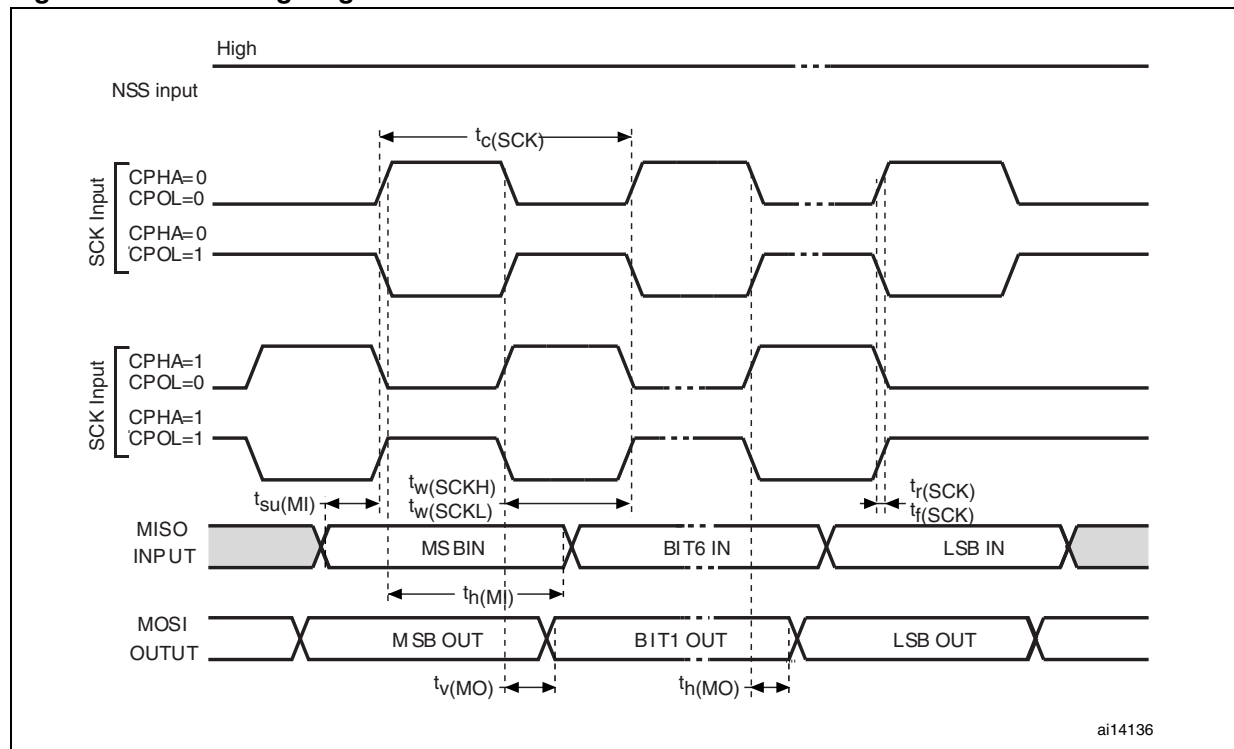 High
NSS input
tc(SCK)
SCK Input
CPHA=0
CPOL=0
CPHA=0
CPOL=1
SCK Input
CPHA=1
CPOL=0
CPHA=1
CPOL=1
tsu(MI)
tw(SCKH)
tw(SCKL)
tr(SCK)
tf(SCK)
MISO
INPUT
MSBIN
BIT6 IN
LSB IN
th(MI)
MOSI
OUTUT
MSB OUT
BIT1 OUT
LSB OUT
tv(MO)
th(MO)
ai14136